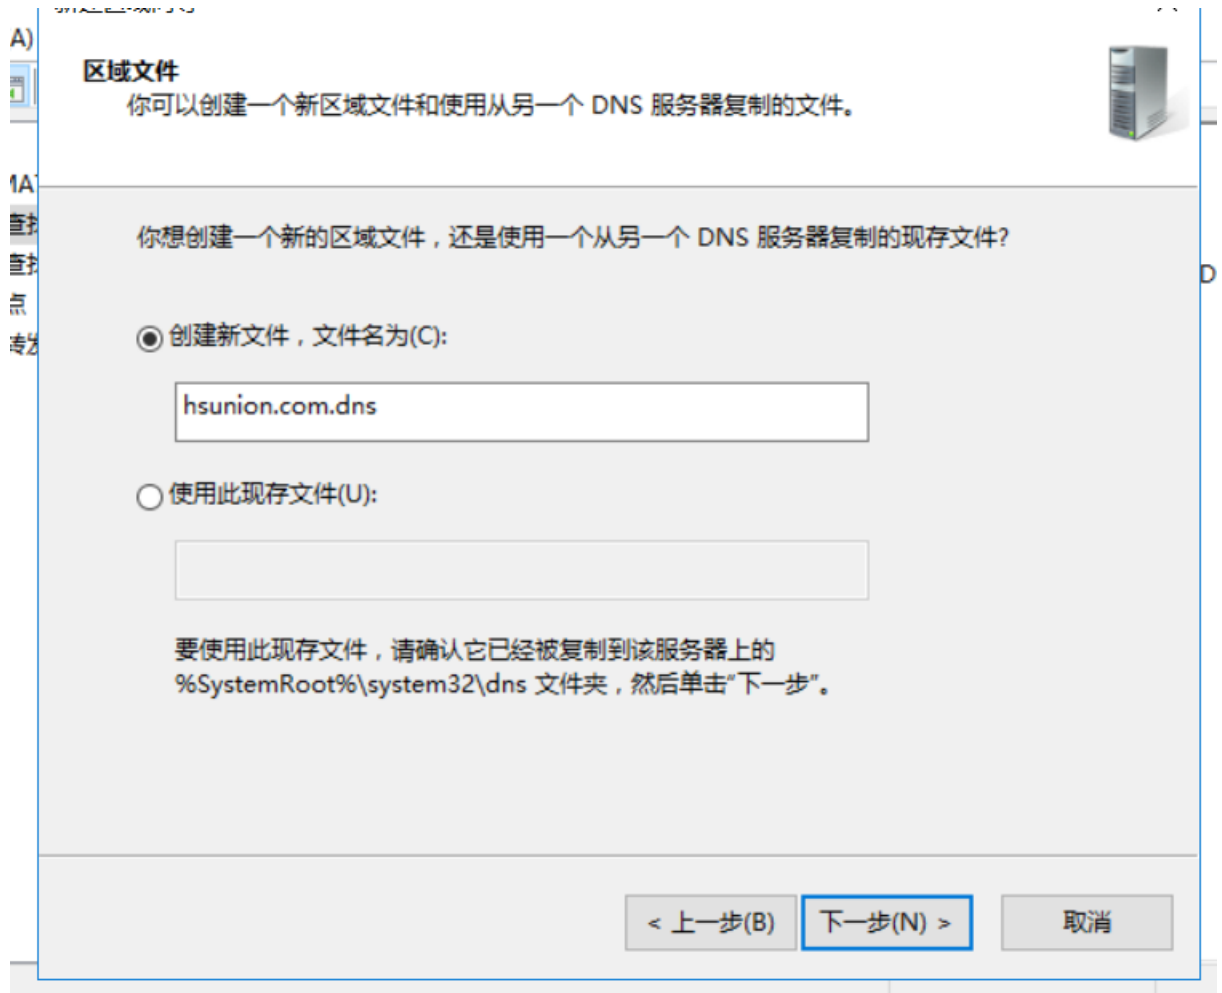 A)
区域文件
你可以创建一个新区域文件和使用从另一个 DNS 服务器复制的文件。
你想创建一个新的区域文件，还是使用一个从另一个 DNS 服务器复制的现存文件?
点
D
创建新文件，文件名为(C):
hsunion.com.dns
使用此现存文件(U):
要使用此现存文件，请确认它已经被复制到该服务器上的
%SystemRoot%\system32\dns 文件夹，然后单击“下一步”。
< 上一步(B)
下一步(N) >
取消